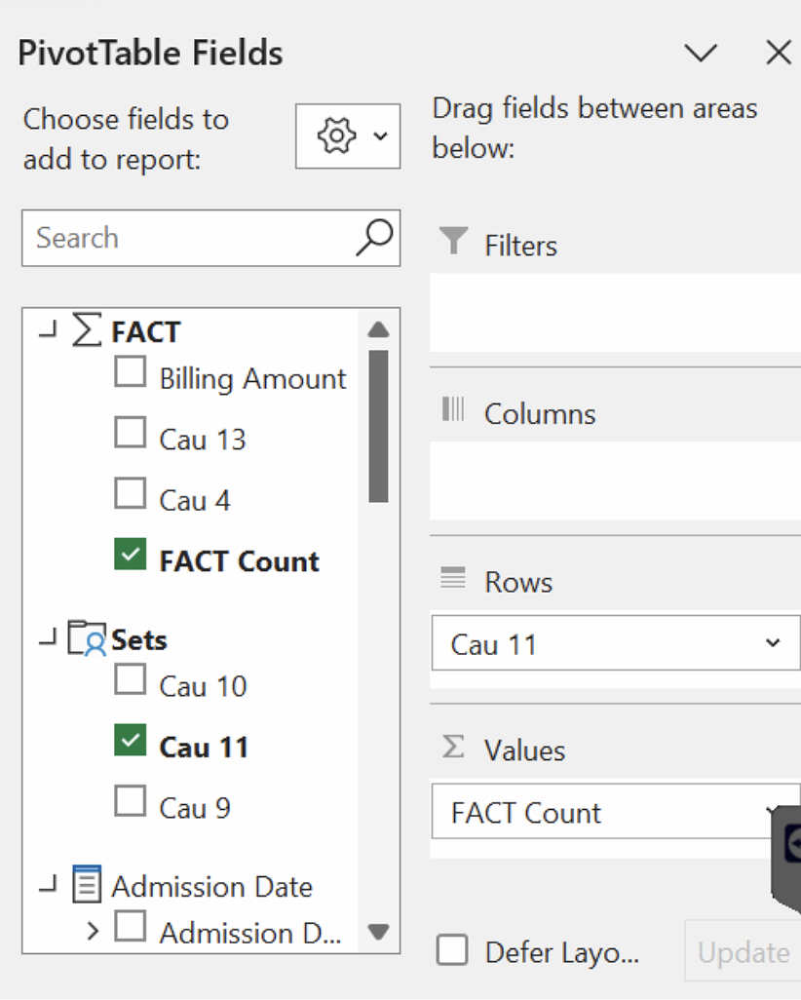 PivotTable Fields
Choose fields to
add to report:
Search
FACT
Billing Amount
Cau 13
Cau 4
FACT Count
Sets
Cau 10
Cau 11
Cau 9
Admission Date
Admission D...
Drag fields between areas
below:
Filters
Columns
Rows
Cau 11
Values
FACT Count
Defer Layo...
Update